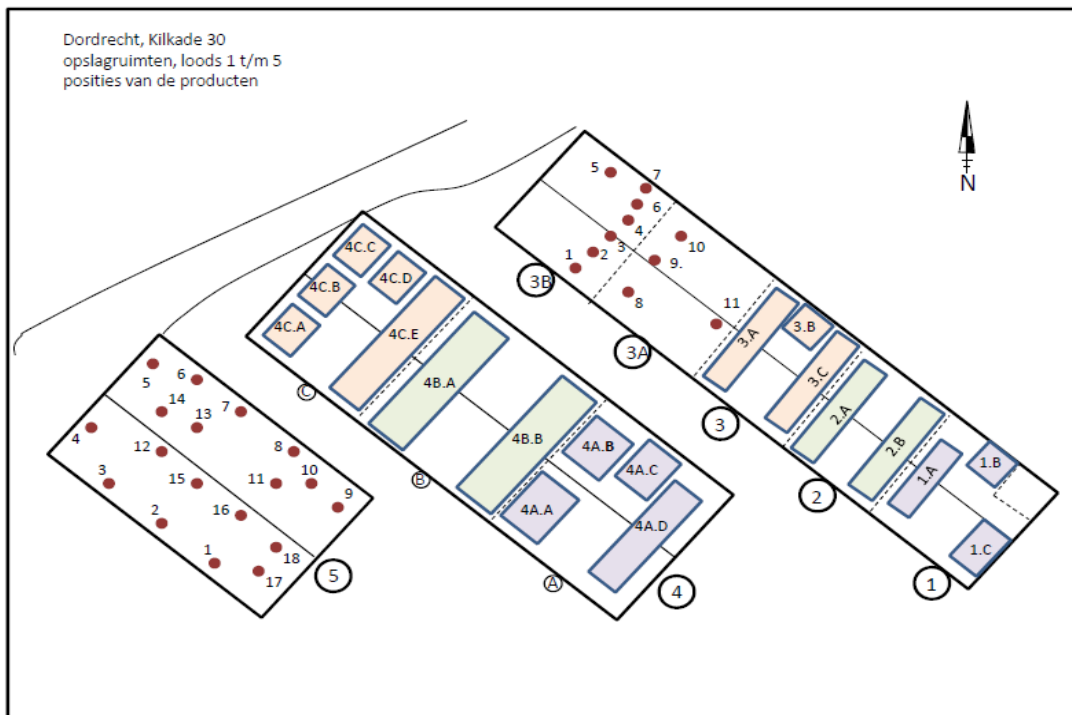 Dordrecht, Kilkade 30
opslagruimten, loods 1 t/m 5
posities van de producten
N
5
7
6
4
3
2
1
10
9.
8
11
3B
3A
3.A
3.B
3.C
3
2.A
2.B
2
1.A
1.B
1.C
1
4C.C
4C.D
4C.B
4C.A
4C.E
C
4B.A
4B.B
B
4A.B
4A.C
4A.A
4A.D
A
4
5
6
14
13
7
4
12
8
3
15
11
10
9
2
16
1
18
17
5